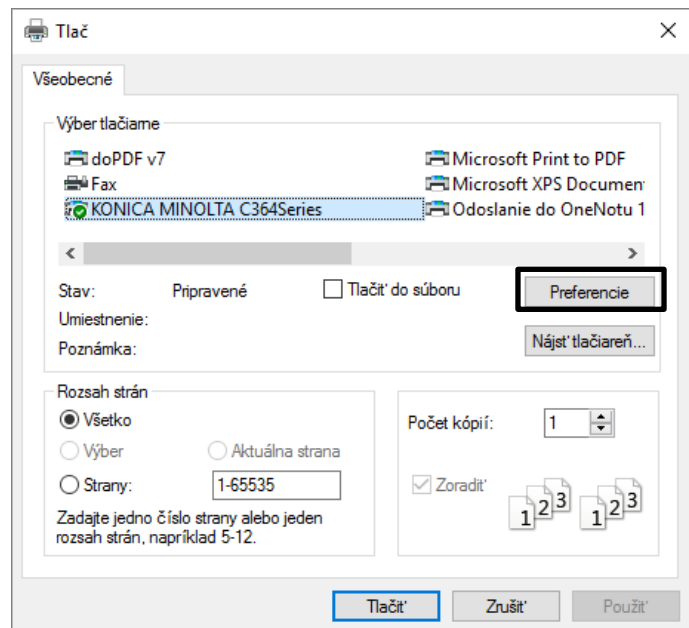 Tlač
Všeobecné
Výber tlačiarne
doPDF v7
Microsoft Print to PDF
Fax
Microsoft XPS Documen
KONICA MINOLTA C364Series
Odoslanie do OneNotu 1
Stav: Pripravené
Tlačiť do súboru
Preferencie
Umiestnenie:
Poznámka:
Nájsť tlačiareň...
Rozsah strán
Všetko
Výber
Aktuálna strana
Strany: 1-65535
Zadajte jedno číslo strany alebo jeden
rozsah strán, napríklad 5-12.
Počet kópií: 1
Zoradiť
1 2 3 1 2 3
Tlačiť Zrušiť Použiť